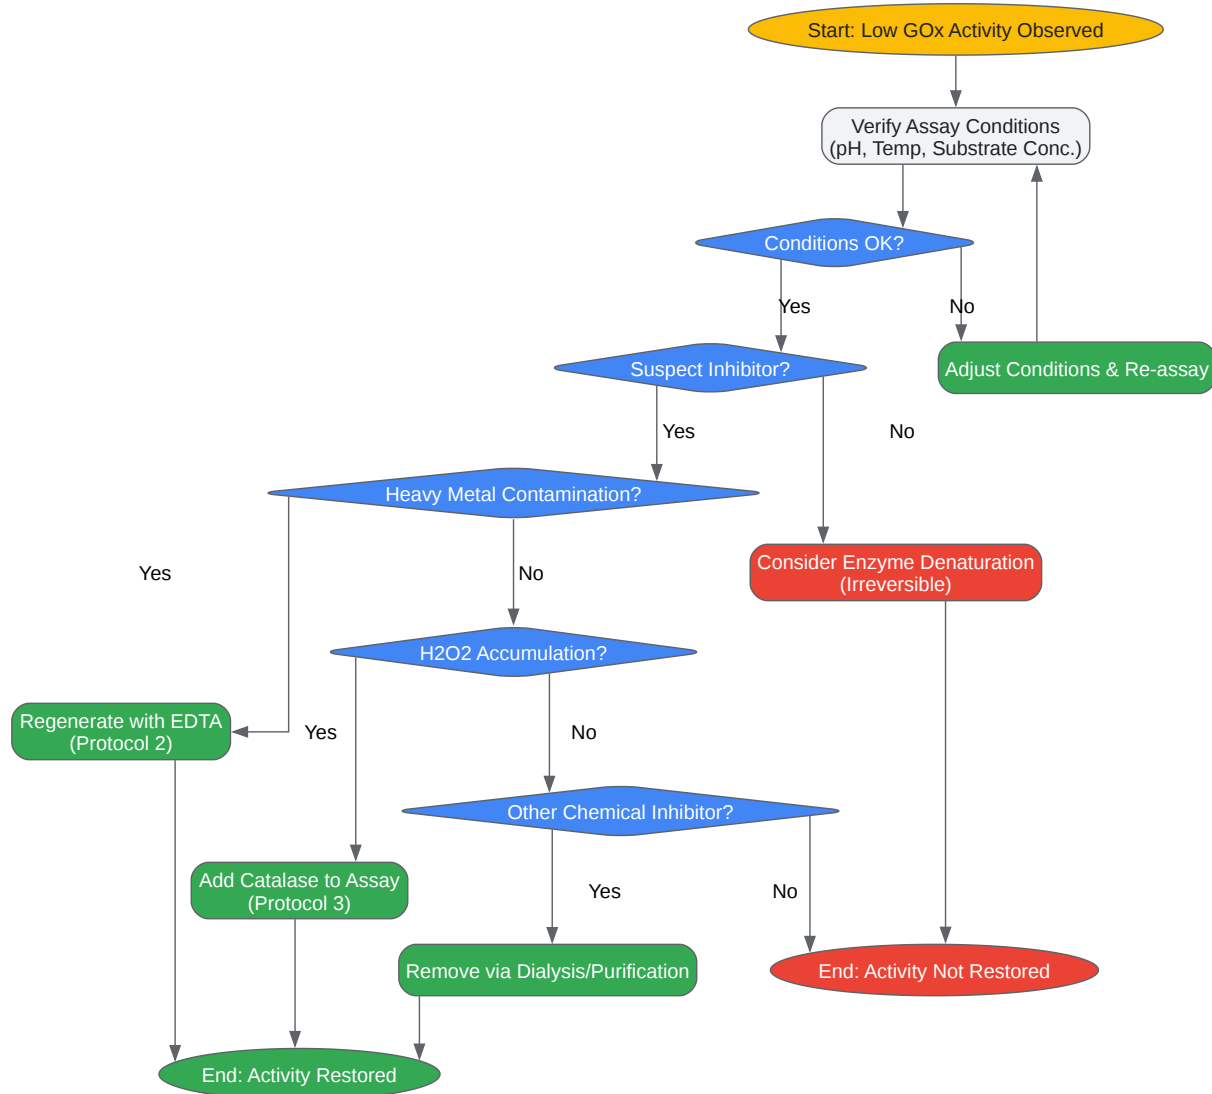 Start: Low GOx Activity Observed
Verify Assay Conditions
(pH, Temp, Substrate Conc.)
Conditions OK?
Yes
No
Suspect Inhibitor?
Adjust Conditions & Re-assay
Yes
No
Heavy Metal Contamination?
Consider Enzyme Denaturation
(Irreversible)
Yes
No
H2O2 Accumulation?
Regenerate with EDTA
(Protocol 2)
Yes
No
Other Chemical Inhibitor?
Add Catalase to Assay
(Protocol 3)
Yes
No
Remove via Dialysis/Purification
End: Activity Not Restored
End: Activity Restored